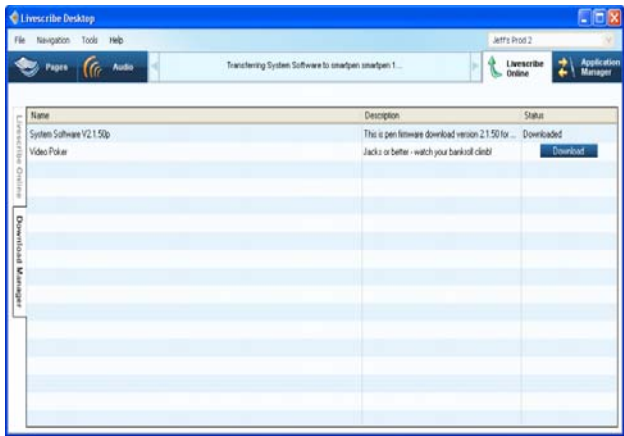 Livescribe Desktop
File Navigation Tools Help Jeff's Prod 2
Pages Audio Transferring System Software to smartpen smartpen 1... Livescribe Online Application Manager
Name Description Status
System Software V2.1.50p This is pen firmware download version 2.1.50 for ... Downloaded
Video Poker Jacks or better - watch your bankroll climb! Download
Livescribe Online
Download Manager